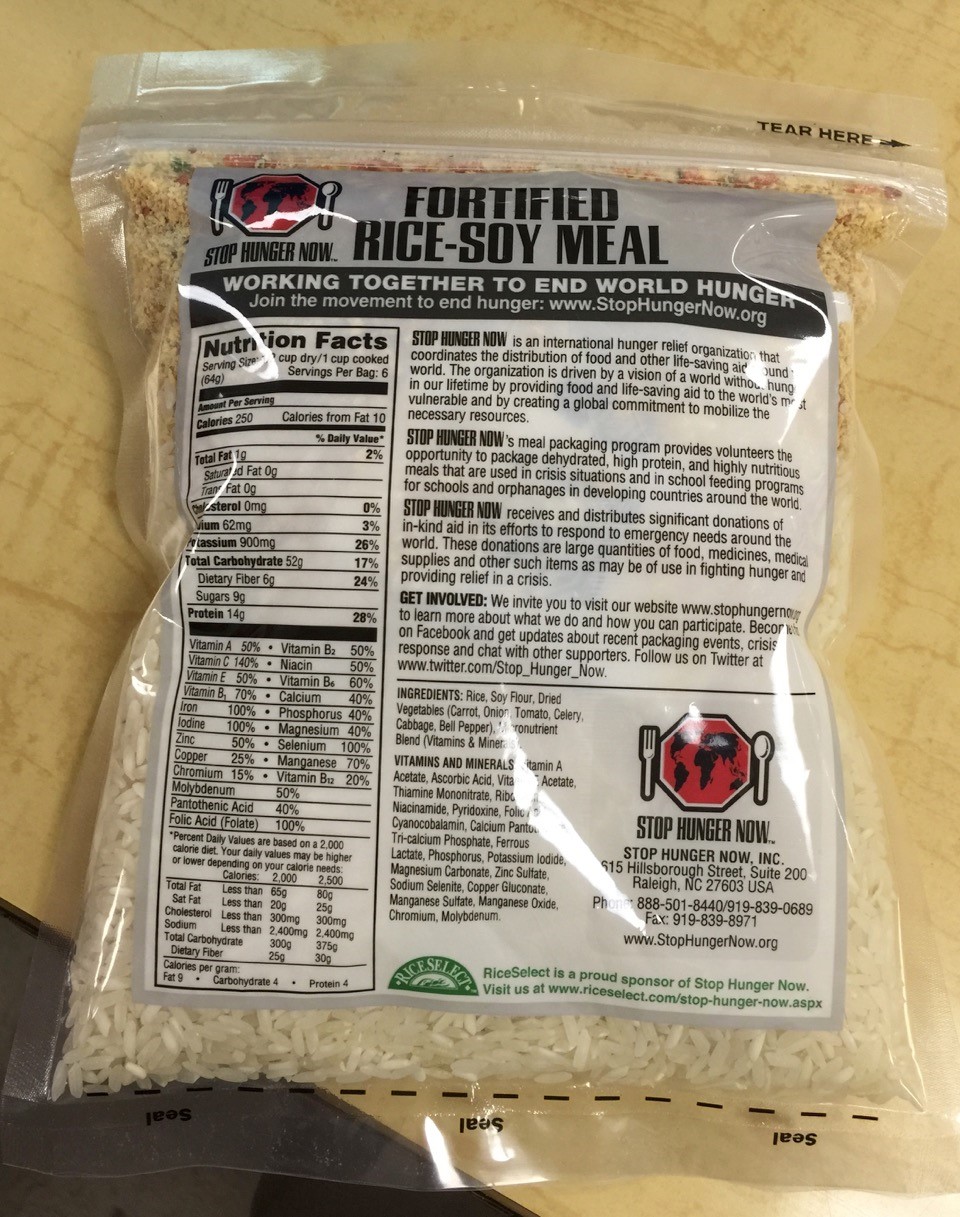 TEAR HERE
STOP HUNGER NOW™
FORTIFIED
RICE-SOY MEAL
WORKING TOGETHER TO END WORLD HUNGER
Join the movement to end hunger: www.StopHungerNow.org
Nutrition Facts
Serving Size cup dry/1 cup cooked
(64g) Servings Per Bag: 6
Amount Per Serving
Calories 250 Calories from Fat 10
% Daily Value*
Total Fat 1g 2%
Saturated Fat 0g
Trans Fat 0g
Cholesterol 0mg 0%
Sodium 62mg 3%
Potassium 900mg 26%
Total Carbohydrate 52g 17%
Dietary Fiber 6g 24%
Sugars 9g
Protein 14g 28%
Vitamin A 50% • Vitamin B2 50%
Vitamin C 140% • Niacin 50%
Vitamin E 50% • Vitamin B6 60%
Vitamin B1 70% • Calcium 40%
Iron 100% • Phosphorus 40%
Iodine 100% • Magnesium 40%
Zinc 50% • Selenium 100%
Copper 25% • Manganese 70%
Chromium 15% • Vitamin B12 20%
Molybdenum 50%
Pantothenic Acid 40%
Folic Acid (Folate) 100%
*Percent Daily Values are based on a 2,000
calorie diet. Your daily values may be higher
or lower depending on your calorie needs:
Calories: 2,000 2,500
Total Fat Less than 65g 80g
Sat Fat Less than 20g 25g
Cholesterol Less than 300mg 300mg
Sodium Less than 2,400mg 2,400mg
Total Carbohydrate 300g 375g
Dietary Fiber 25g 30g
Calories per gram:
Fat 9 • Carbohydrate 4 • Protein 4
STOP HUNGER NOW is an international hunger relief organization that
coordinates the distribution of food and other life-saving aid around
world. The organization is driven by a vision of a world without hunger
in our lifetime by providing food and life-saving aid to the world's most
vulnerable and by creating a global commitment to mobilize the
necessary resources.
STOP HUNGER NOW's meal packaging program provides volunteers the
opportunity to package dehydrated, high protein, and highly nutritious
meals that are used in crisis situations and in school feeding programs
for schools and orphanages in developing countries around the world.
STOP HUNGER NOW receives and distributes significant donations of
in-kind aid in its efforts to respond to emergency needs around the
world. These donations are large quantities of food, medicines, medical
supplies and other such items as may be of use in fighting hunger and
providing relief in a crisis.
GET INVOLVED: We invite you to visit our website www.stophungernow.org
to learn more about what we do and how you can participate. Become
on Facebook and get updates about recent packaging events, crisis
response and chat with other supporters. Follow us on Twitter at
www.twitter.com/Stop_Hunger_Now.
INGREDIENTS: Rice, Soy Flour, Dried
Vegetables (Carrot, Onion, Tomato, Celery,
Cabbage, Bell Pepper), Micronutrient
Blend (Vitamins & Minerals).
VITAMINS AND MINERALS: Vitamin A
Acetate, Ascorbic Acid, Vitamin E Acetate,
Thiamine Mononitrate,
Niacinamide, Pyridoxine, Folic
Cyanocobalamin, Calcium
Tri-calcium Phosphate, Ferrous
Lactate, Phosphorus, Potassium Iodide,
Magnesium Carbonate, Zinc Sulfate,
Sodium Selenite, Copper Gluconate,
Manganese Sulfate, Manganese Oxide,
Chromium, Molybdenum.
STOP HUNGER NOW™
STOP HUNGER NOW, INC.
615 Hillsborough Street, Suite 200
Raleigh, NC 27603 USA
Phone: 888-501-8440/919-839-0689
Fax: 919-839-8971
www.StopHungerNow.org
RICESELECT
RiceSelect is a proud sponsor of Stop Hunger Now.
Visit us at www.riceselect.com/stop-hunger-now.aspx
Seal
Seal
Seal